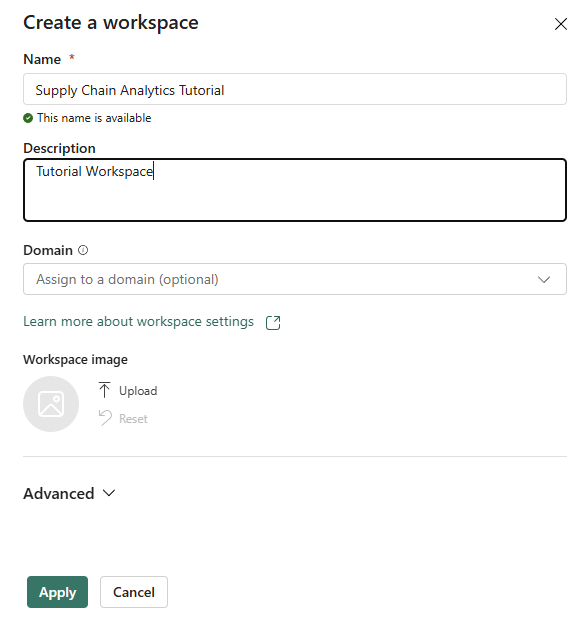 Create a workspace
Name *
Supply Chain Analytics Tutorial
This name is available
Description
Tutorial Workspace
Domain
Assign to a domain (optional)
Learn more about workspace settings
Workspace image
Upload
Reset
Advanced
Apply Cancel